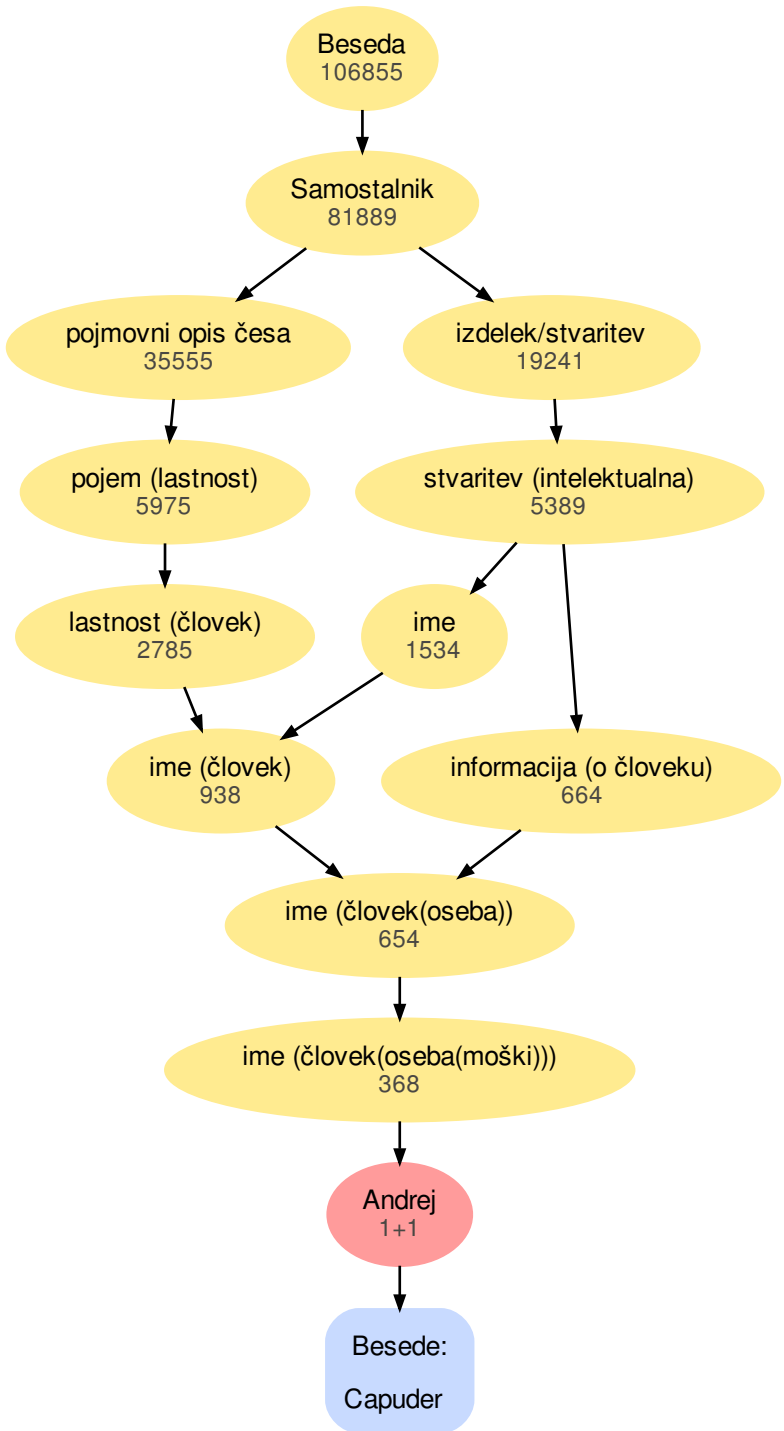 Beseda
106855
Samostalnik
81889
pojmovni opis česa
35555
izdelek/stvaritev
19241
pojem (lastnost)
5975
stvaritev (intelektualna)
5389
lastnost (človek)
2785
ime
1534
ime (človek)
938
informacija (o človeku)
664
ime (človek(oseba))
654
ime (človek(oseba(moški)))
368
Andrej
1+1
Besede:
Capuder